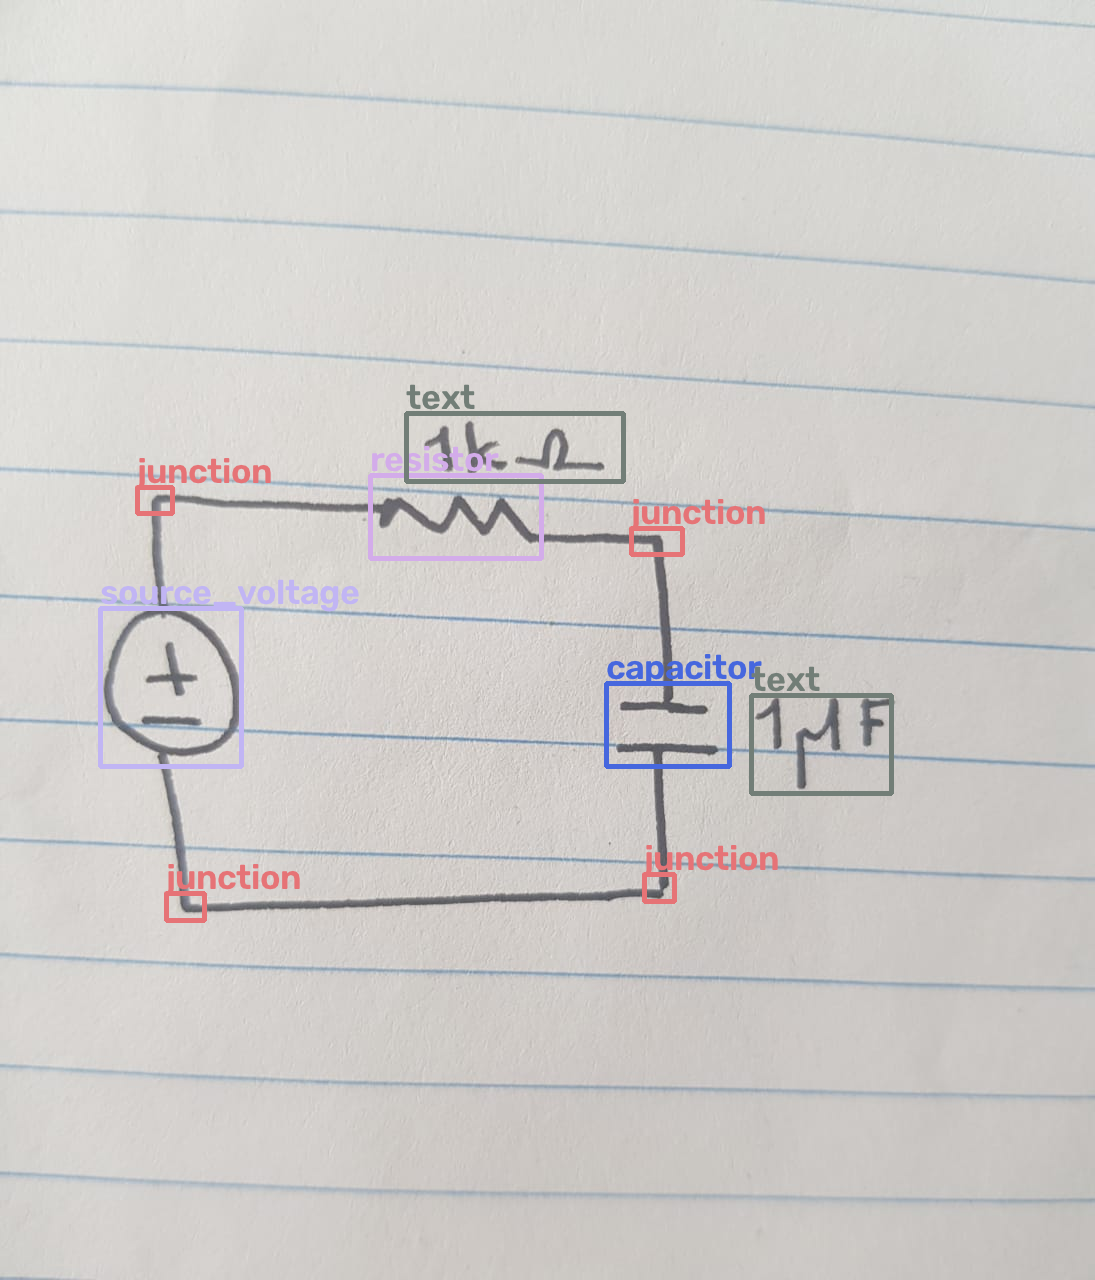 text
1k Ω
resistor
junction
junction
source_voltage
+
−
capacitor
text
1μF
junction
junction